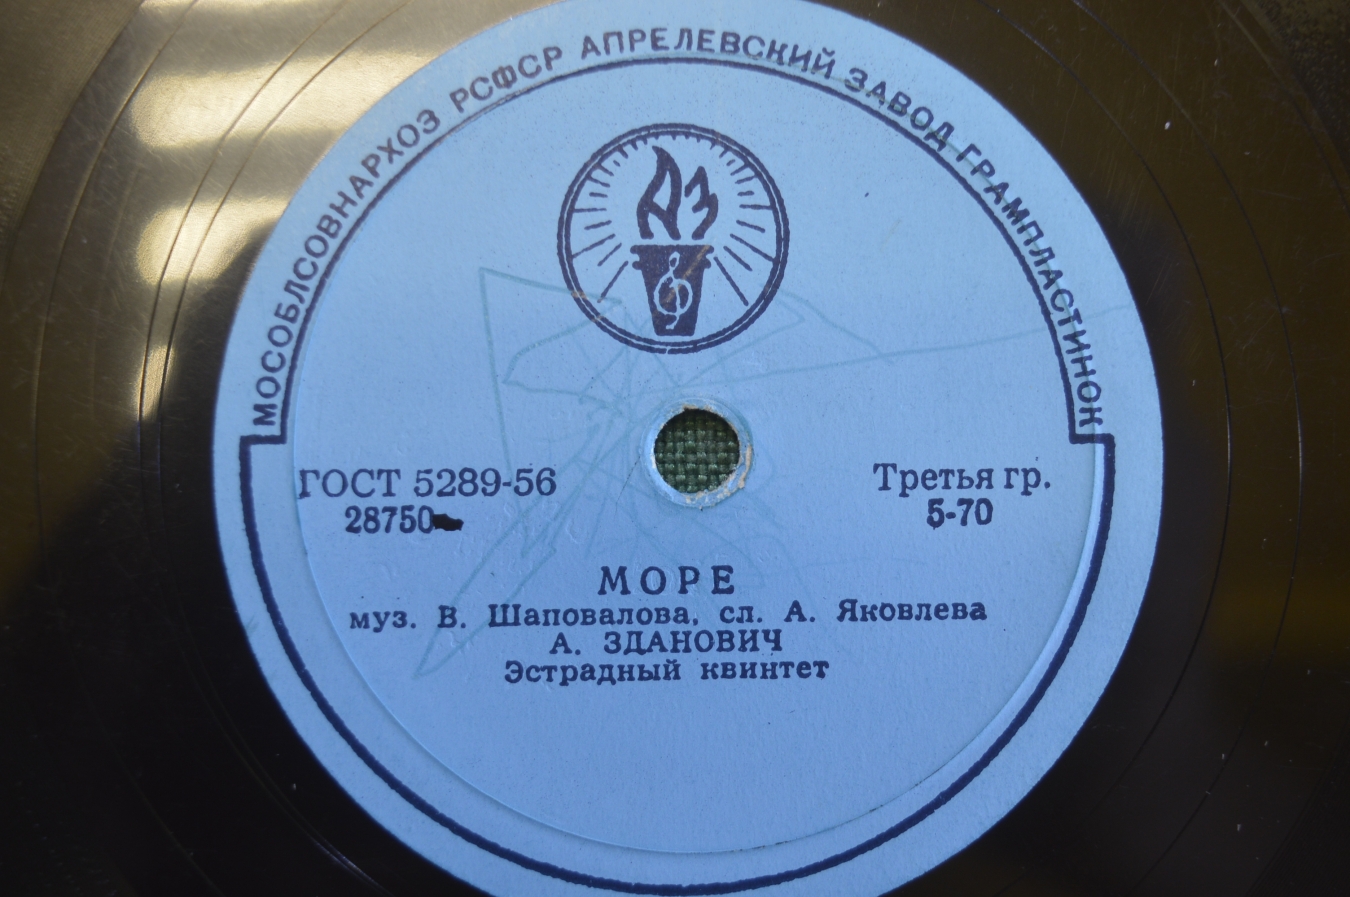 МОСОБЛСОВНАРХОЗ РСФСР АПРЕЛЕВСКИЙ ЗАВОД ГРАМПЛАСТИНОК
АЗ
ГОСТ 5289-56
28750
Третья гр.
5-70
МОРЕ
муз. В. Шаповалова, сл. А. Яковлева
А. ЗДАНОВИЧ
Эстрадный квинтет